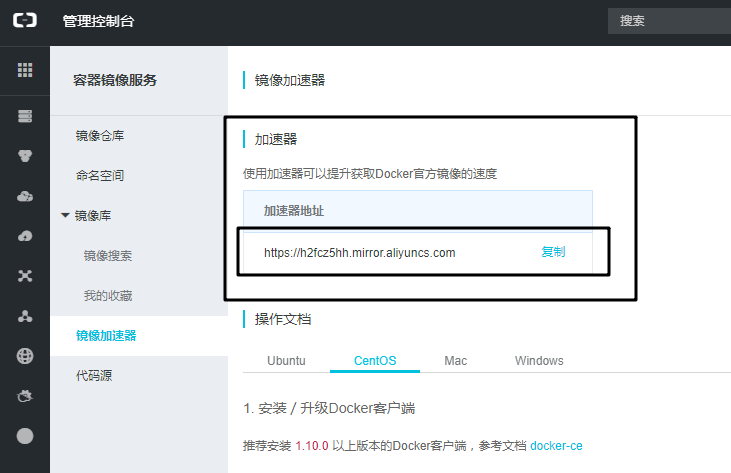 管理控制台
搜索
容器镜像服务
镜像仓库
命名空间
镜像库
镜像搜索
我的收藏
镜像加速器
代码源
镜像加速器
加速器
使用加速器可以提升获取Docker官方镜像的速度
加速器地址
https://h2fcz5hh.mirror.aliyuncs.com 复制
操作文档
Ubuntu CentOS Mac Windows
1. 安装 / 升级Docker客户端
推荐安装 1.10.0 以上版本的Docker客户端，参考文档 docker-ce